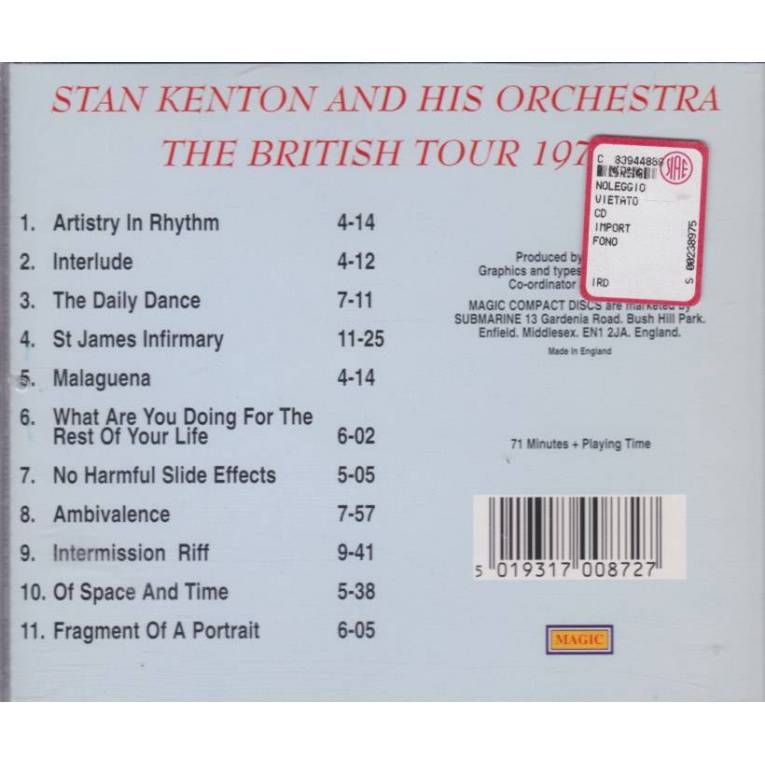 STAN KENTON AND HIS ORCHESTRA
THE BRITISH TOUR 197
1. Artistry In Rhythm 4-14
2. Interlude 4-12
3. The Daily Dance 7-11
4. St James Infirmary 11-25
5. Malaguena 4-14
6. What Are You Doing For The
Rest Of Your Life 6-02
7. No Harmful Slide Effects 5-05
8. Ambivalence 7-57
9. Intermission Riff 9-41
10. Of Space And Time 5-38
11. Fragment Of A Portrait 6-05
C 83944889
SIAE
NOLEGGIO
VIETATO
CD
IMPORT
FONO
IRD
S 00238975
Produced by
Graphics and types
Co-ordinator
MAGIC COMPACT DISCS are marketed by
SUBMARINE 13 Gardenia Road. Bush Hill Park.
Enfield. Middlesex. EN1 2JA. England.
Made in England
71 Minutes + Playing Time
5 019317 008727
MAGIC